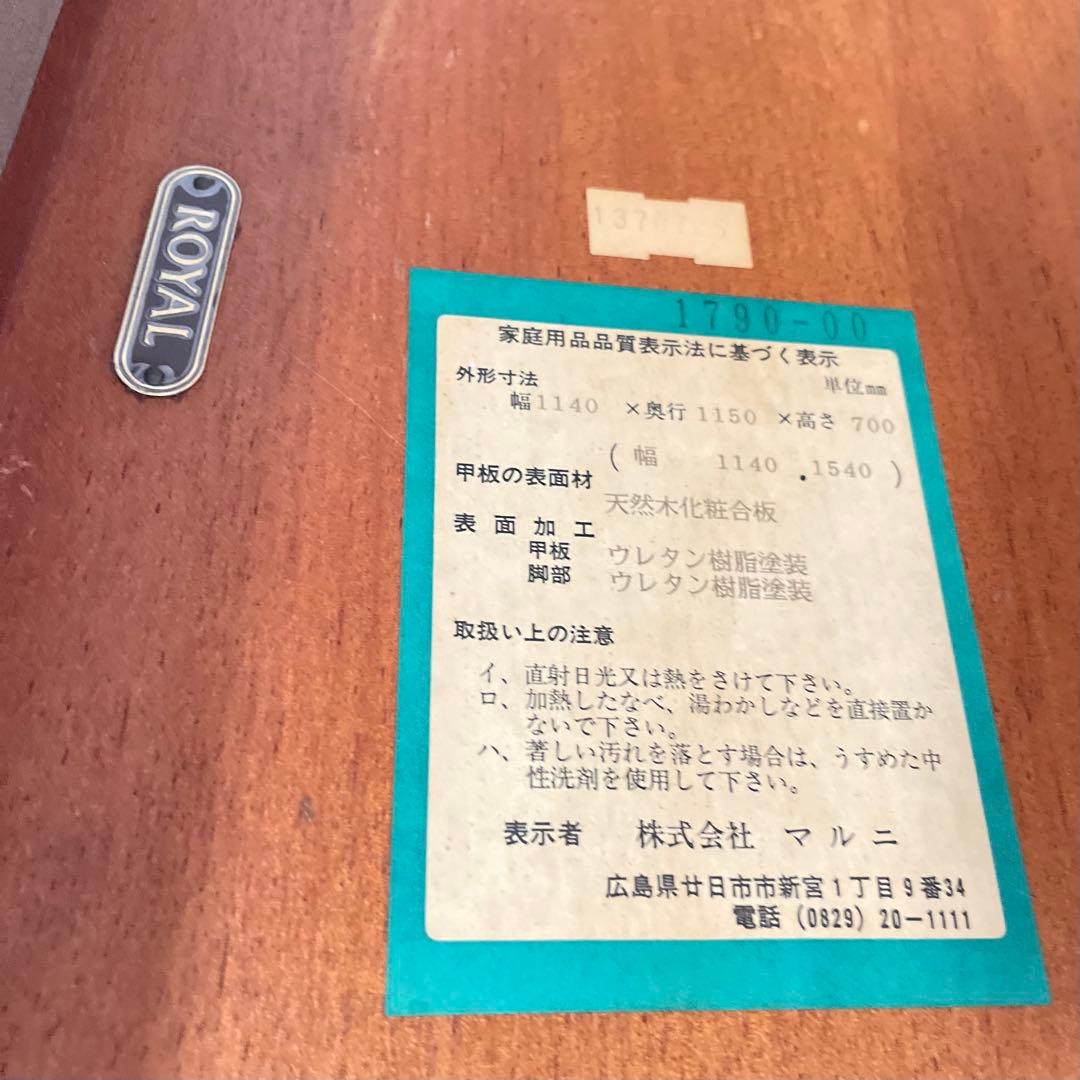 ROYAL
1790-00
家庭用品品質表示法に基づく表示
外形寸法 単位mm
幅1140 ×奥行1150 ×高さ 700
(幅 1140 .1540)
甲板の表面材
天然木化粧合板
表面加工
甲板 ウレタン樹脂塗装
脚部 ウレタン樹脂塗装
取扱い上の注意
イ、直射日光又は熱をさけて下さい。
ロ、加熱したなべ、湯わかしなどを直接置か
ないで下さい。
ハ、著しい汚れを落とす場合は、うすめた中
性洗剤を使用して下さい。
表示者 株式会社 マルニ
広島県廿日市市新宮1丁目9番34
電話 (0829) 20-1111